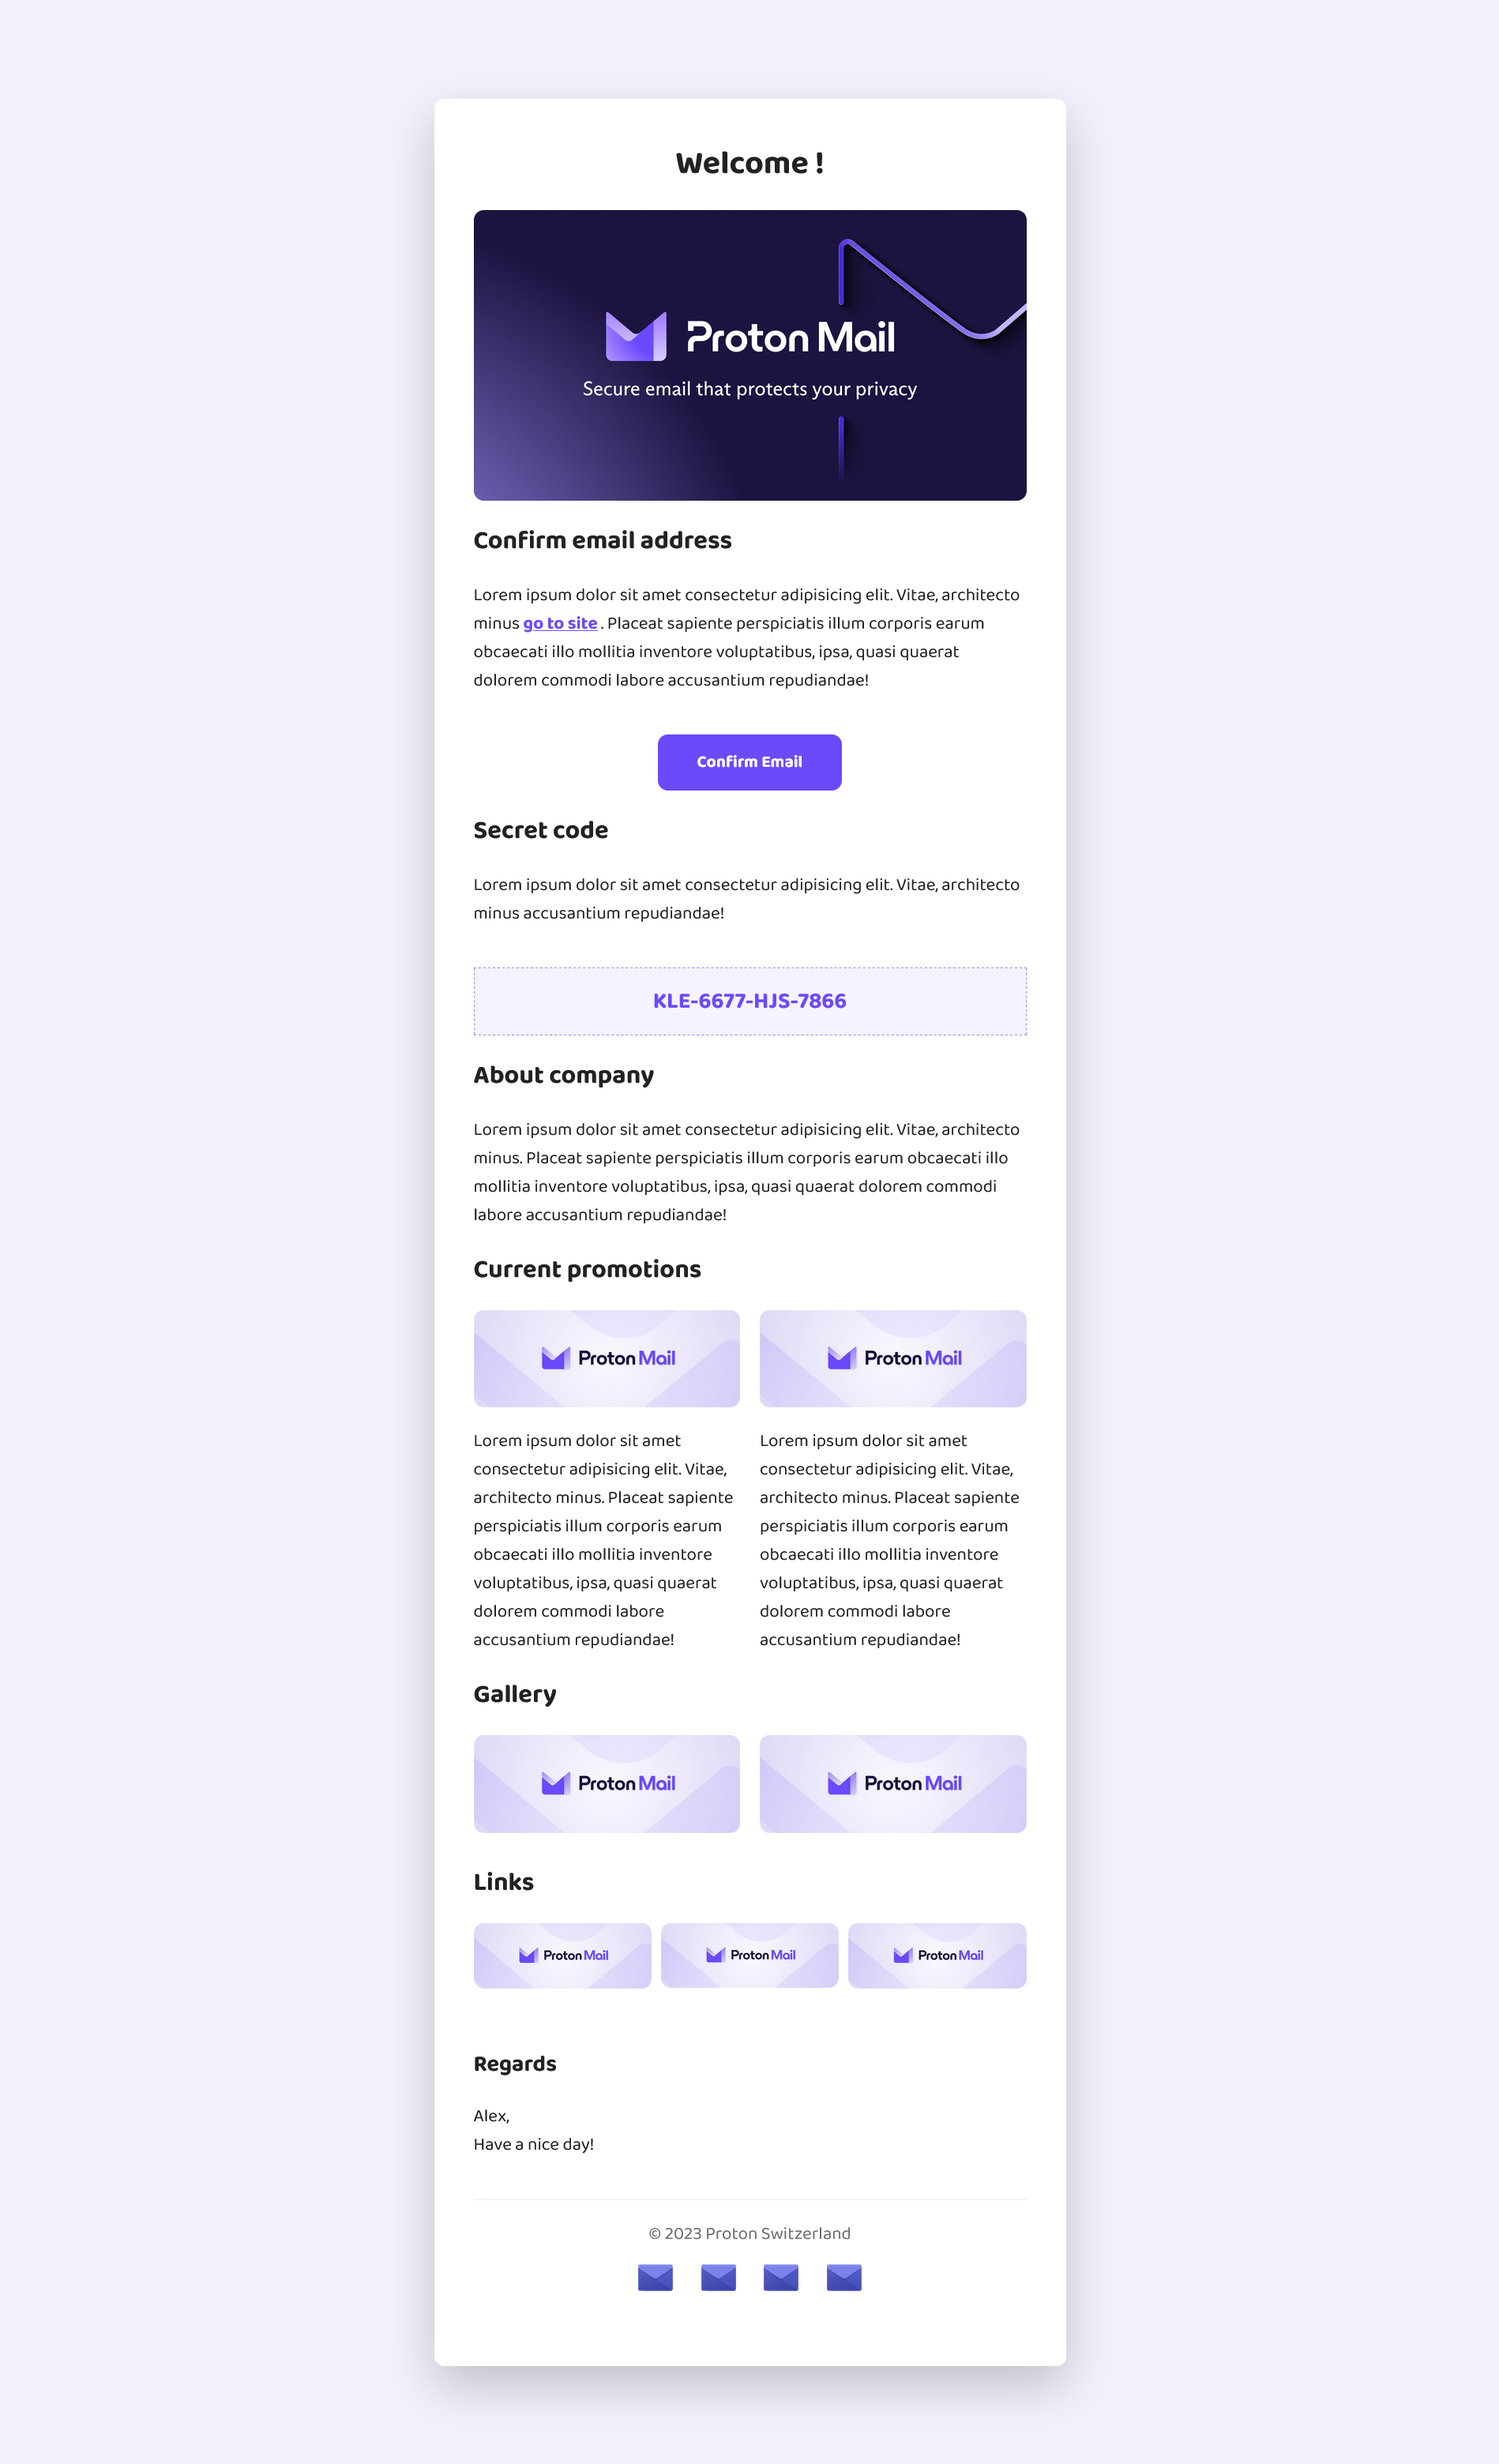 Welcome !
Proton Mail
Secure email that protects your privacy
Confirm email address
Lorem ipsum dolor sit amet consectetur adipisicing elit. Vitae, architecto
minus go to site . Placeat sapiente perspiciatis illum corporis earum
obcaecati illo mollitia inventore voluptatibus, ipsa, quasi quaerat
dolorem commodi labore accusantium repudiandae!
Confirm Email
Secret code
Lorem ipsum dolor sit amet consectetur adipisicing elit. Vitae, architecto
minus accusantium repudiandae!
KLE-6677-HJS-7866
About company
Lorem ipsum dolor sit amet consectetur adipisicing elit. Vitae, architecto
minus. Placeat sapiente perspiciatis illum corporis earum obcaecati illo
mollitia inventore voluptatibus, ipsa, quasi quaerat dolorem commodi
labore accusantium repudiandae!
Current promotions
Proton Mail
Lorem ipsum dolor sit amet
consectetur adipisicing elit. Vitae,
architecto minus. Placeat sapiente
perspiciatis illum corporis earum
obcaecati illo mollitia inventore
voluptatibus, ipsa, quasi quaerat
dolorem commodi labore
accusantium repudiandae!
Proton Mail
Lorem ipsum dolor sit amet
consectetur adipisicing elit. Vitae,
architecto minus. Placeat sapiente
perspiciatis illum corporis earum
obcaecati illo mollitia inventore
voluptatibus, ipsa, quasi quaerat
dolorem commodi labore
accusantium repudiandae!
Gallery
Proton Mail
Proton Mail
Links
Proton Mail
Proton Mail
Proton Mail
Regards
Alex,
Have a nice day!
© 2023 Proton Switzerland